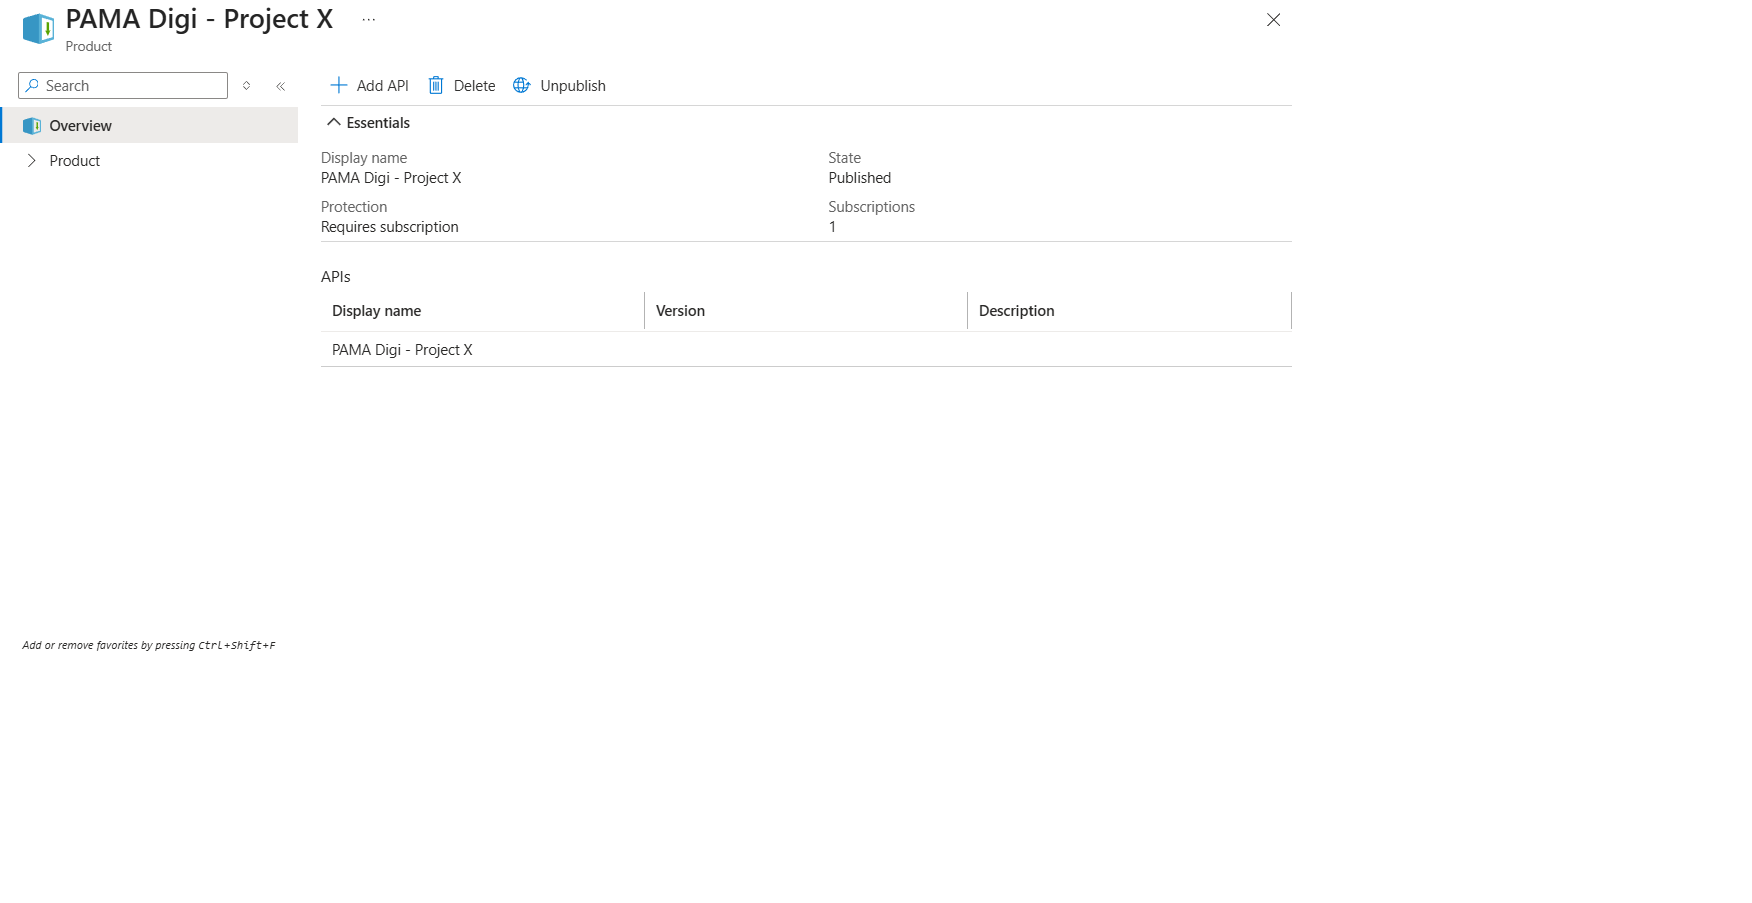 PAMA Digi - Project X ...
Product
Search
Overview
Product
Add or remove favorites by pressing Ctrl+Shift+F
Add API Delete Unpublish
Essentials
Display name
PAMA Digi - Project X
State
Published
Protection
Requires subscription
Subscriptions
1
APIs
Display name Version Description
PAMA Digi - Project X